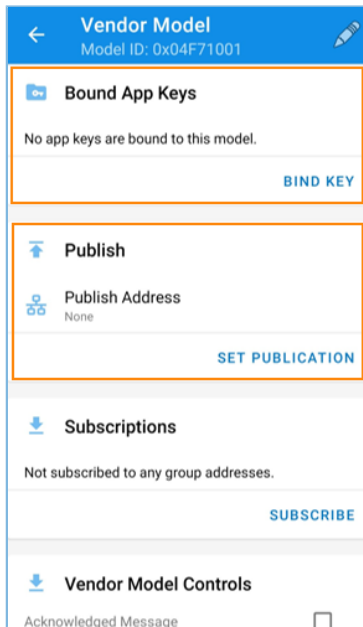 Vendor Model
Model ID: 0x04F71001
Bound App Keys
No app keys are bound to this model.
BIND KEY
Publish
Publish Address
None
SET PUBLICATION
Subscriptions
Not subscribed to any group addresses.
SUBSCRIBE
Vendor Model Controls
Acknowledged Message